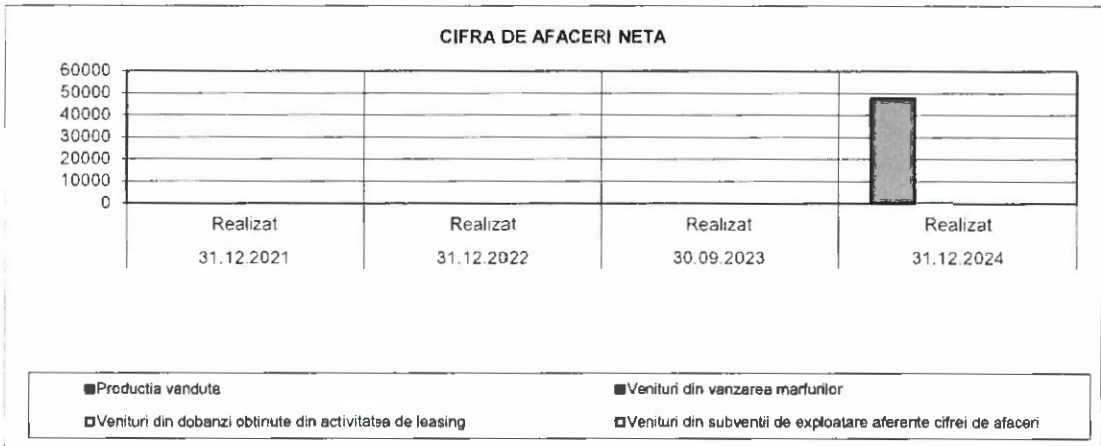 CIFRA DE AFACERI NETA
60000
50000
40000
30000
20000
10000
0
Realizat Realizat Realizat Realizat
31.12.2021 31.12.2022 30.09.2023 31.12.2024
Productia vanduta Venituri din vanzarea marfurilor
Venituri din dobanzi obtinute din activitatea de leasing Venituri din subventii de exploatare aferente cifrei de afaceri